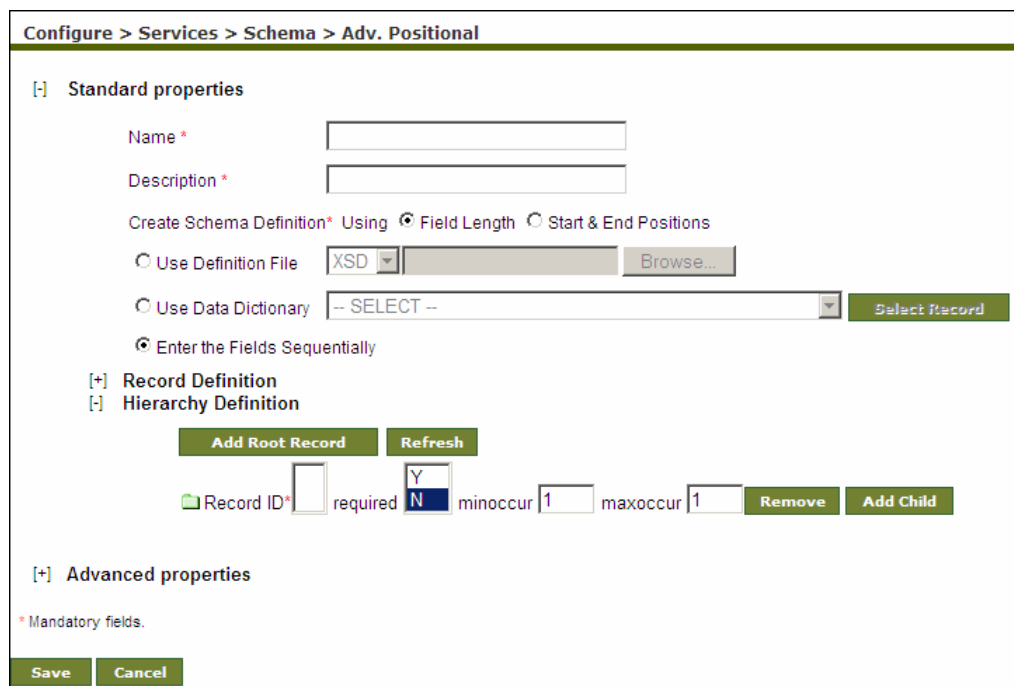 Configure > Services > Schema > Adv. Positional
[-] Standard properties
Name *
Description *
Create Schema Definition* Using Field Length Start & End Positions
Use Definition File XSD Browse...
Use Data Dictionary -- SELECT -- Select Record
Enter the Fields Sequentially
[+] Record Definition
[-] Hierarchy Definition
Add Root Record Refresh
Record ID* required Y N minoccur 1 maxoccur 1 Remove Add Child
[+] Advanced properties
* Mandatory fields.
Save Cancel